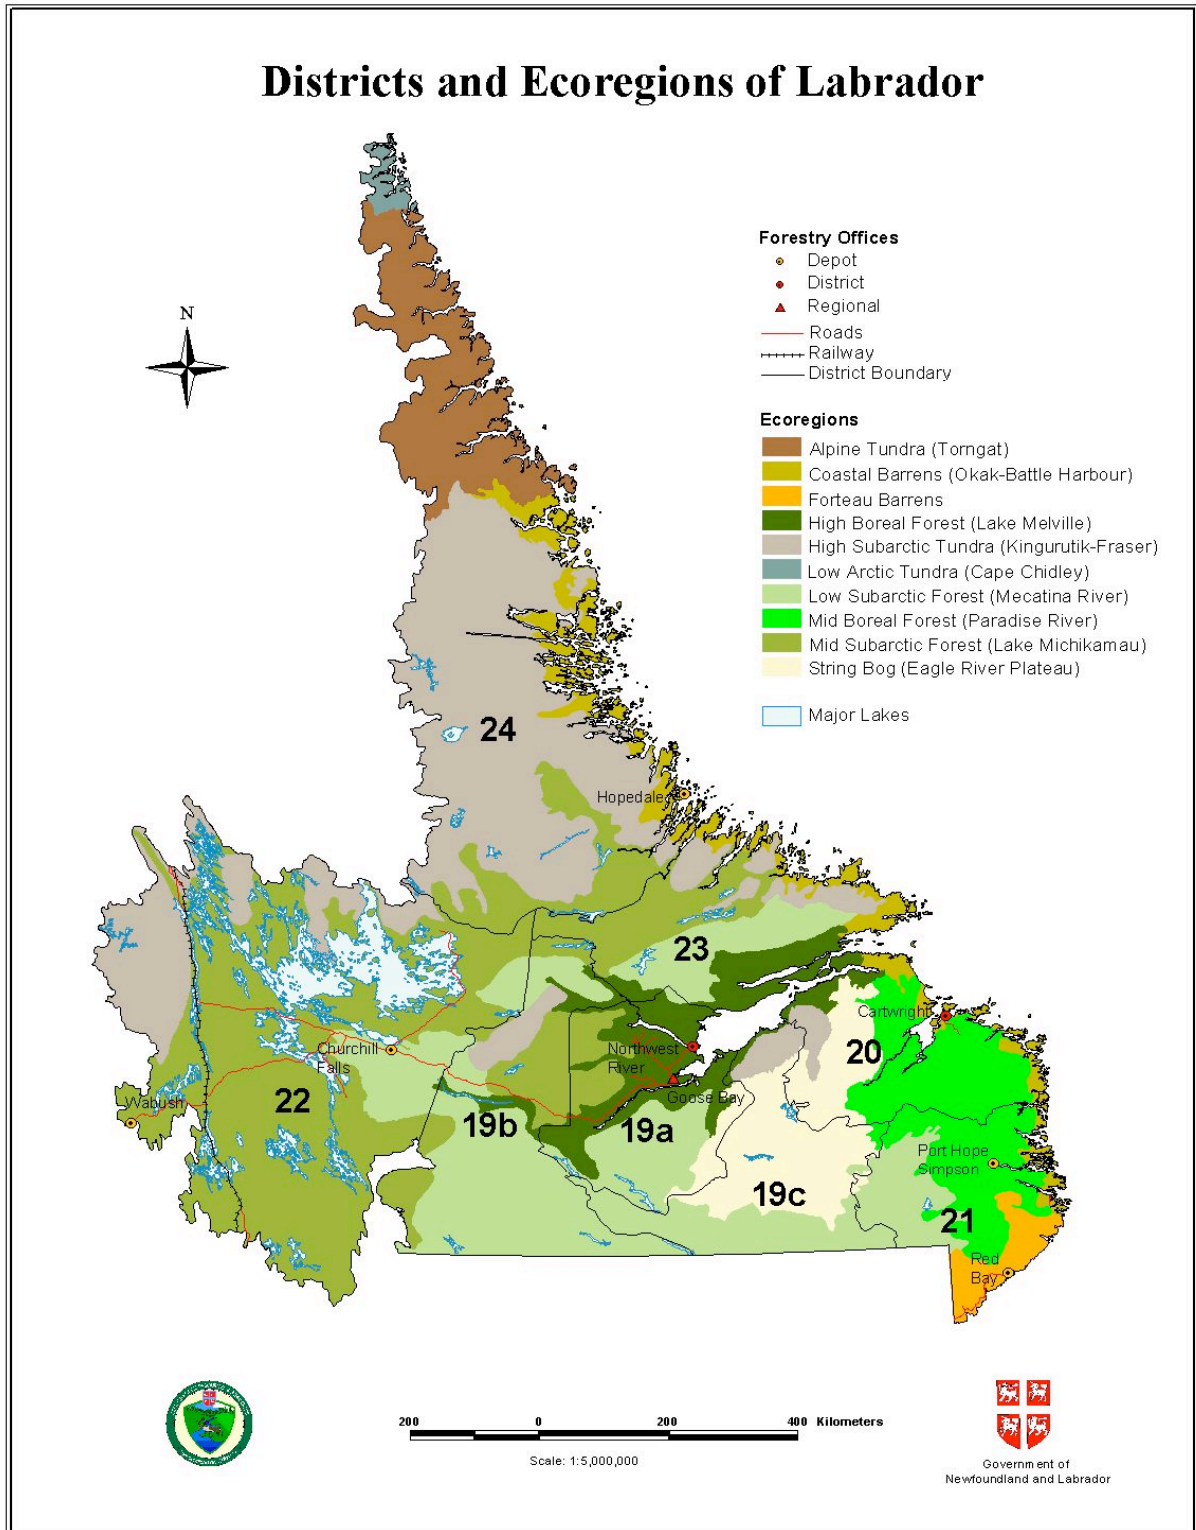 Districts and Ecoregions of Labrador
N
Forestry Offices
Depot
District
Regional
Roads
Railway
District Boundary
Ecoregions
Alpine Tundra (Torngat)
Coastal Barrens (Okak-Battle Harbour)
Forteau Barrens
High Boreal Forest (Lake Melville)
High Subarctic Tundra (Kingurutik-Fraser)
Low Arctic Tundra (Cape Chidley)
Low Subarctic Forest (Mecatina River)
Mid Boreal Forest (Paradise River)
Mid Subarctic Forest (Lake Michikamau)
String Bog (Eagle River Plateau)
Major Lakes
24
Hopedale
23
Cartwright
Churchill
Falls
Northwest
River
20
Wabush
22
Goose Bay
19b
19a
Port Hope
Simpson
19c
21
Red
Bay
200 0 200 400 Kilometers
Scale: 1:5,000,000
Government of
Newfoundland and Labrador